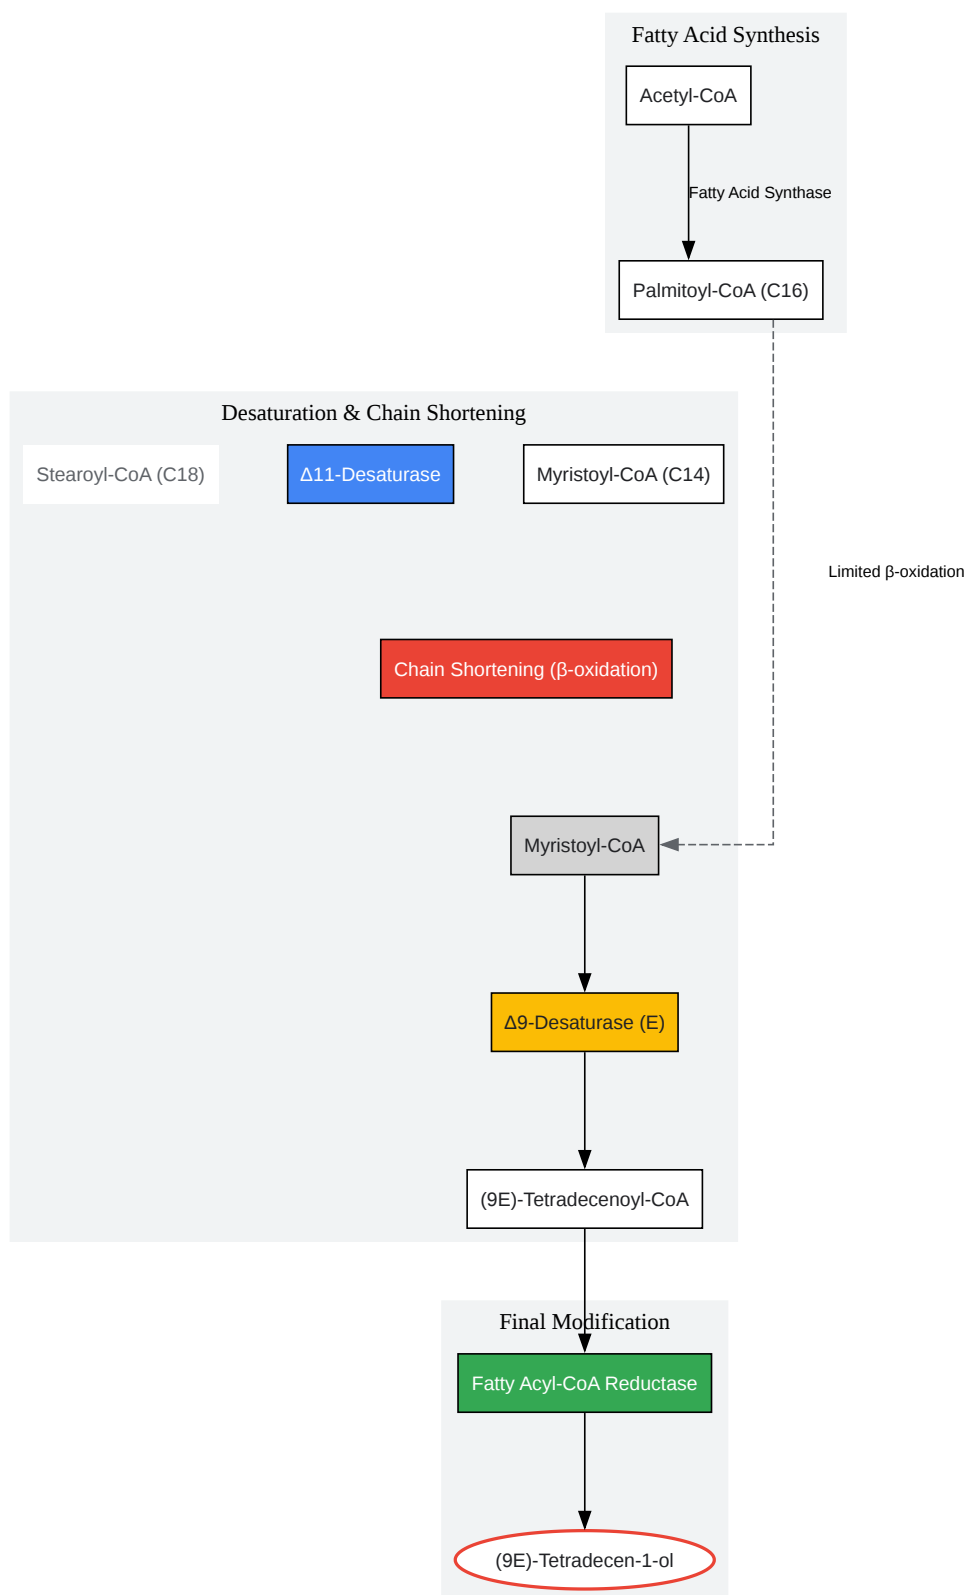 Fatty Acid Synthesis
Acetyl-CoA
Fatty Acid Synthase
Palmitoyl-CoA (C16)
Desaturation & Chain Shortening
Stearoyl-CoA (C18)
Δ11-Desaturase
Myristoyl-CoA (C14)
Limited β-oxidation
Chain Shortening (β-oxidation)
Myristoyl-CoA
Δ9-Desaturase (E)
(9E)-Tetradecenoyl-CoA
Final Modification
Fatty Acyl-CoA Reductase
(9E)-Tetradecen-1-ol